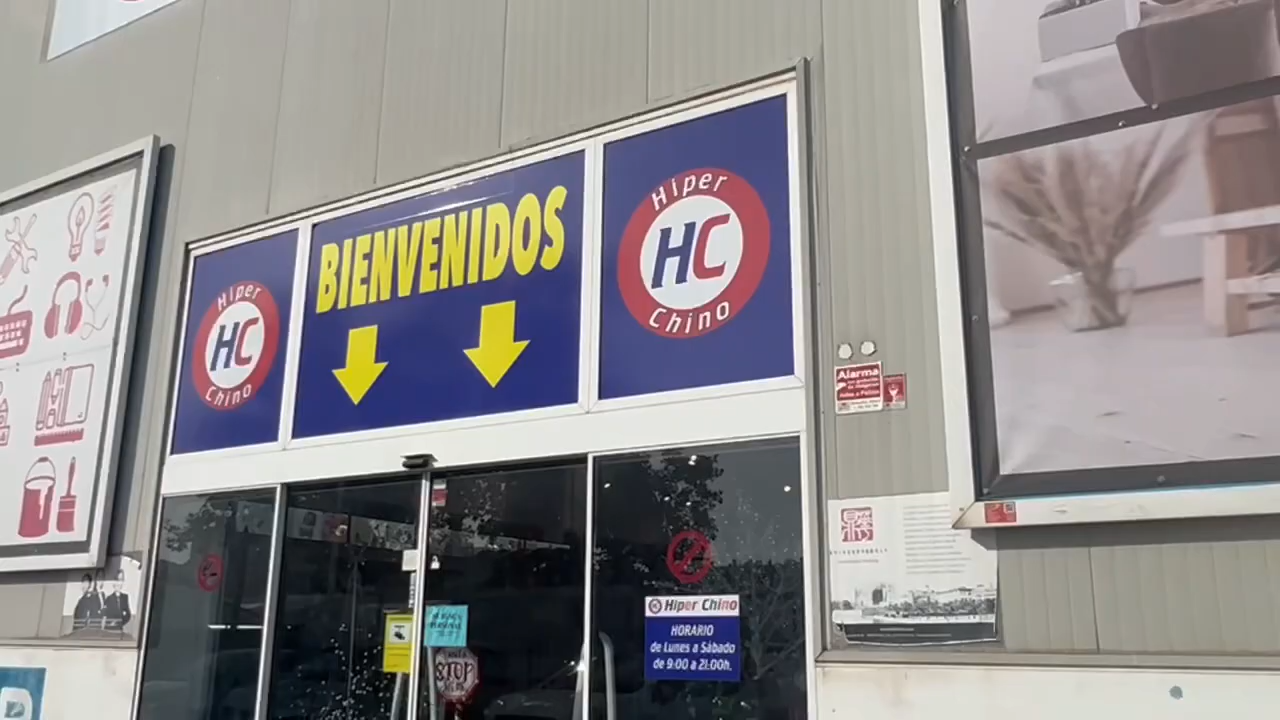 BIENVENIDOS
Hiper
HC
Chino
Hiper
HC
Chino
Alarma
STOP
Hiper Chino
HORARIO
de Lunes a Sábado
de 9:00 a 21:00h.